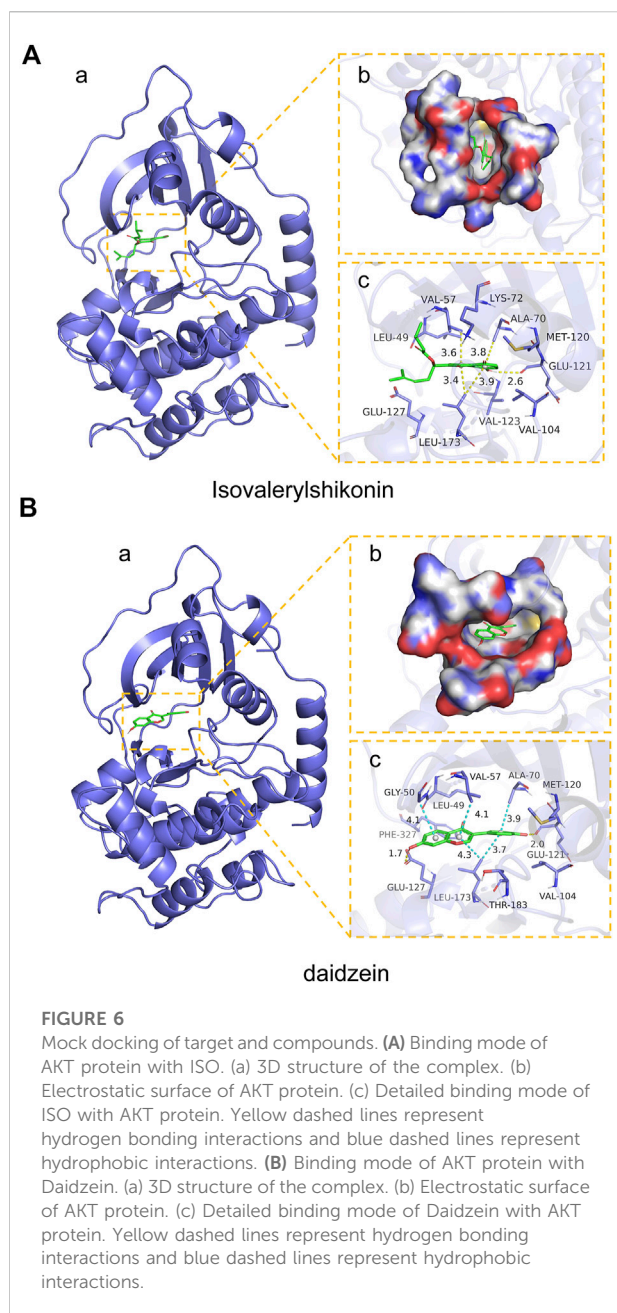 A
a
b
c
VAL-57
LYS-72
ALA-70
LEU-49
MET-120
GLU-121
3.6
3.8
3.4
3.9
2.6
GLU-127
VAL-123
VAL-104
LEU-173
Isovalerylshikonin
B
a
b
c
VAL-57
ALA-70
GLY-50
LEU-49
MET-120
4.1
4.1
3.9
PHE-327
3.7
2.0
1.7
4.3
GLU-121
GLU-127
LEU-173
VAL-104
THR-183
daidzein
FIGURE 6
Mock docking of target and compounds. (A) Binding mode of
AKT protein with ISO. (a) 3D structure of the complex. (b)
Electrostatic surface of AKT protein. (c) Detailed binding mode of
ISO with AKT protein. Yellow dashed lines represent
hydrogen bonding interactions and blue dashed lines represent
hydrophobic interactions. (B) Binding mode of AKT protein with
Daidzein. (a) 3D structure of the complex. (b) Electrostatic surface
of AKT protein. (c) Detailed binding mode of Daidzein with AKT
protein. Yellow dashed lines represent hydrogen bonding
interactions and blue dashed lines represent hydrophobic
interactions.